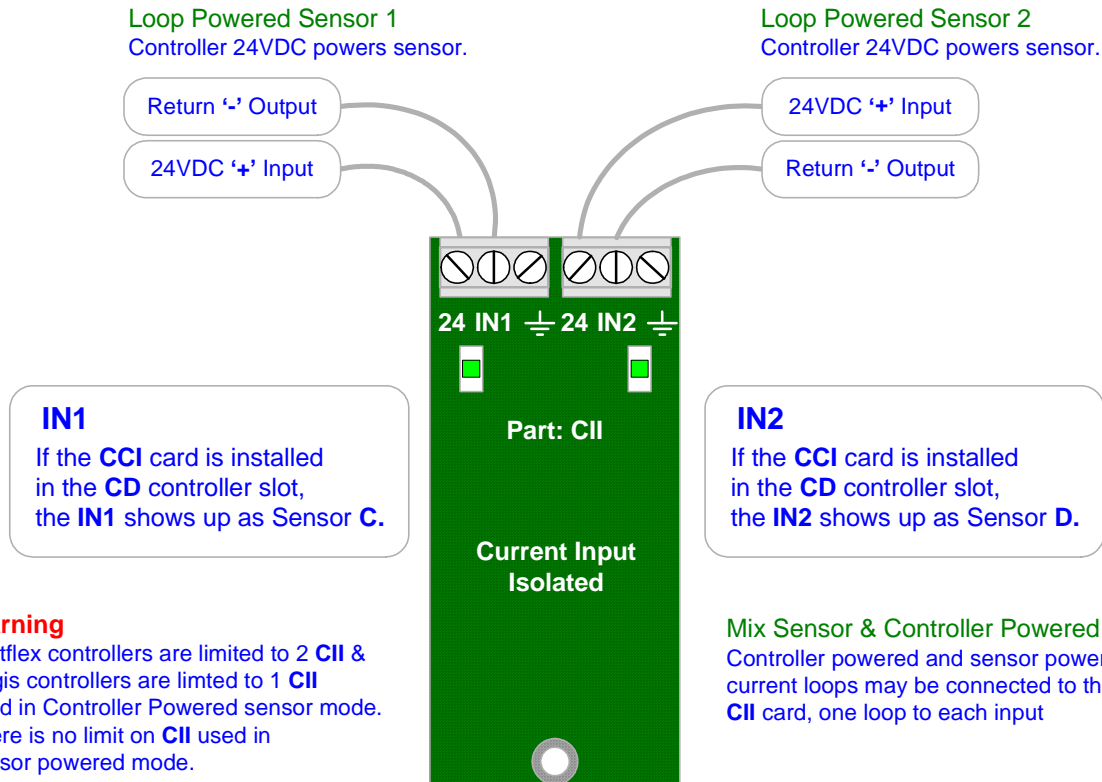 Loop Powered Sensor 1
Controller 24VDC powers sensor.
Return ‘-’ Output
24VDC ‘+’ Input
Loop Powered Sensor 2
Controller 24VDC powers sensor.
24VDC ‘+’ Input
Return ‘-’ Output
24 IN1 24 IN2
Part: CII
Current Input
Isolated
IN1
If the CCI card is installed
in the CD controller slot,
the IN1 shows up as Sensor C.
IN2
If the CCI card is installed
in the CD controller slot,
the IN2 shows up as Sensor D.
controllers are limited to 2 CII &
controllers are limted to 1 CII
in Controller Powered sensor mode.
is no limit on CII used in
powered mode.
Mix Sensor & Controller Powered
Controller powered and sensor
current loops may be connected to
CII card, one loop to each input